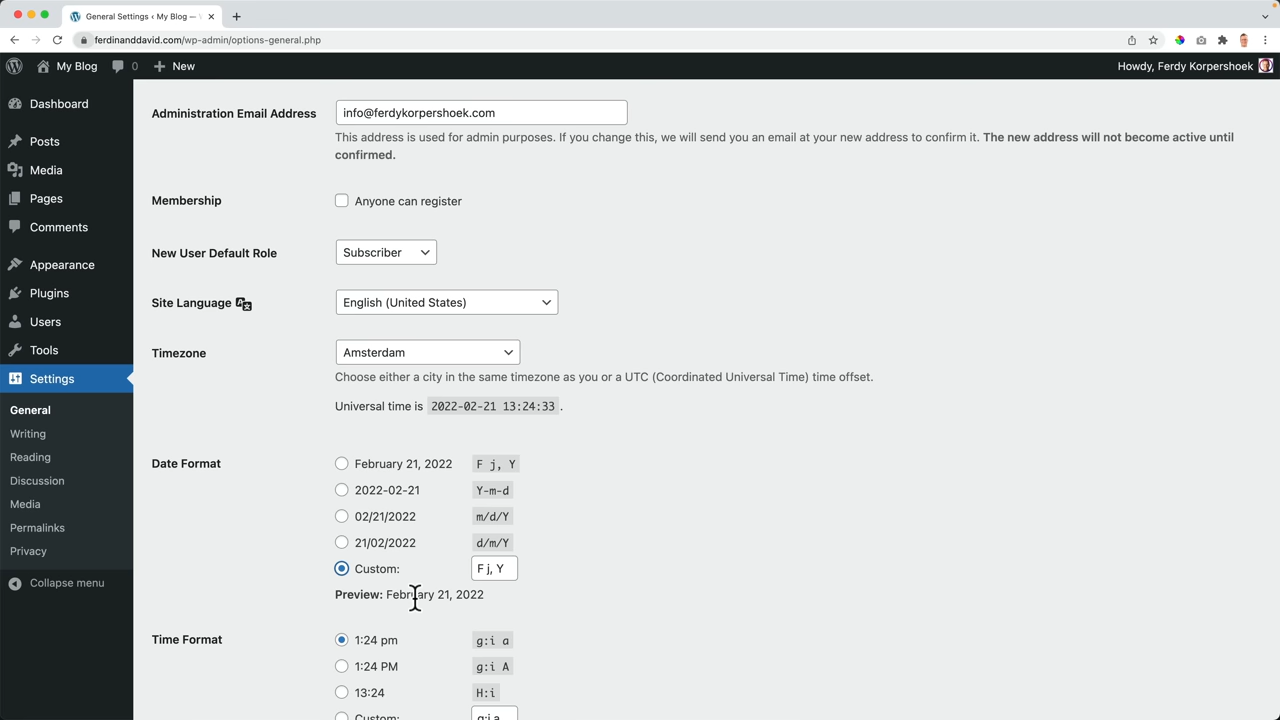 General Settings ‹ My Blog —
ferdinanddavid.com/wp-admin/options-general.php
My Blog
0
New
Howdy, Ferdy Korpershoek
Dashboard
Posts
Media
Pages
Comments
Appearance
Plugins
Users
Tools
Settings
General
Writing
Reading
Discussion
Media
Permalinks
Privacy
Collapse menu
Administration Email Address
info@ferdykorpershoek.com
This address is used for admin purposes. If you change this, we will send you an email at your new address to confirm it. The new address will not become active until
confirmed.
Membership
Anyone can register
New User Default Role
Subscriber
Site Language
English (United States)
Timezone
Amsterdam
Choose either a city in the same timezone as you or a UTC (Coordinated Universal Time) time offset.
Universal time is 2022-02-21 13:24:33 .
Date Format
February 21, 2022 F j, Y
2022-02-21 Y-m-d
02/21/2022 m/d/Y
21/02/2022 d/m/Y
Custom: F j, Y
Preview: February 21, 2022
Time Format
1:24 pm g:i a
1:24 PM g:i A
13:24 H:i
Custom: g:i a